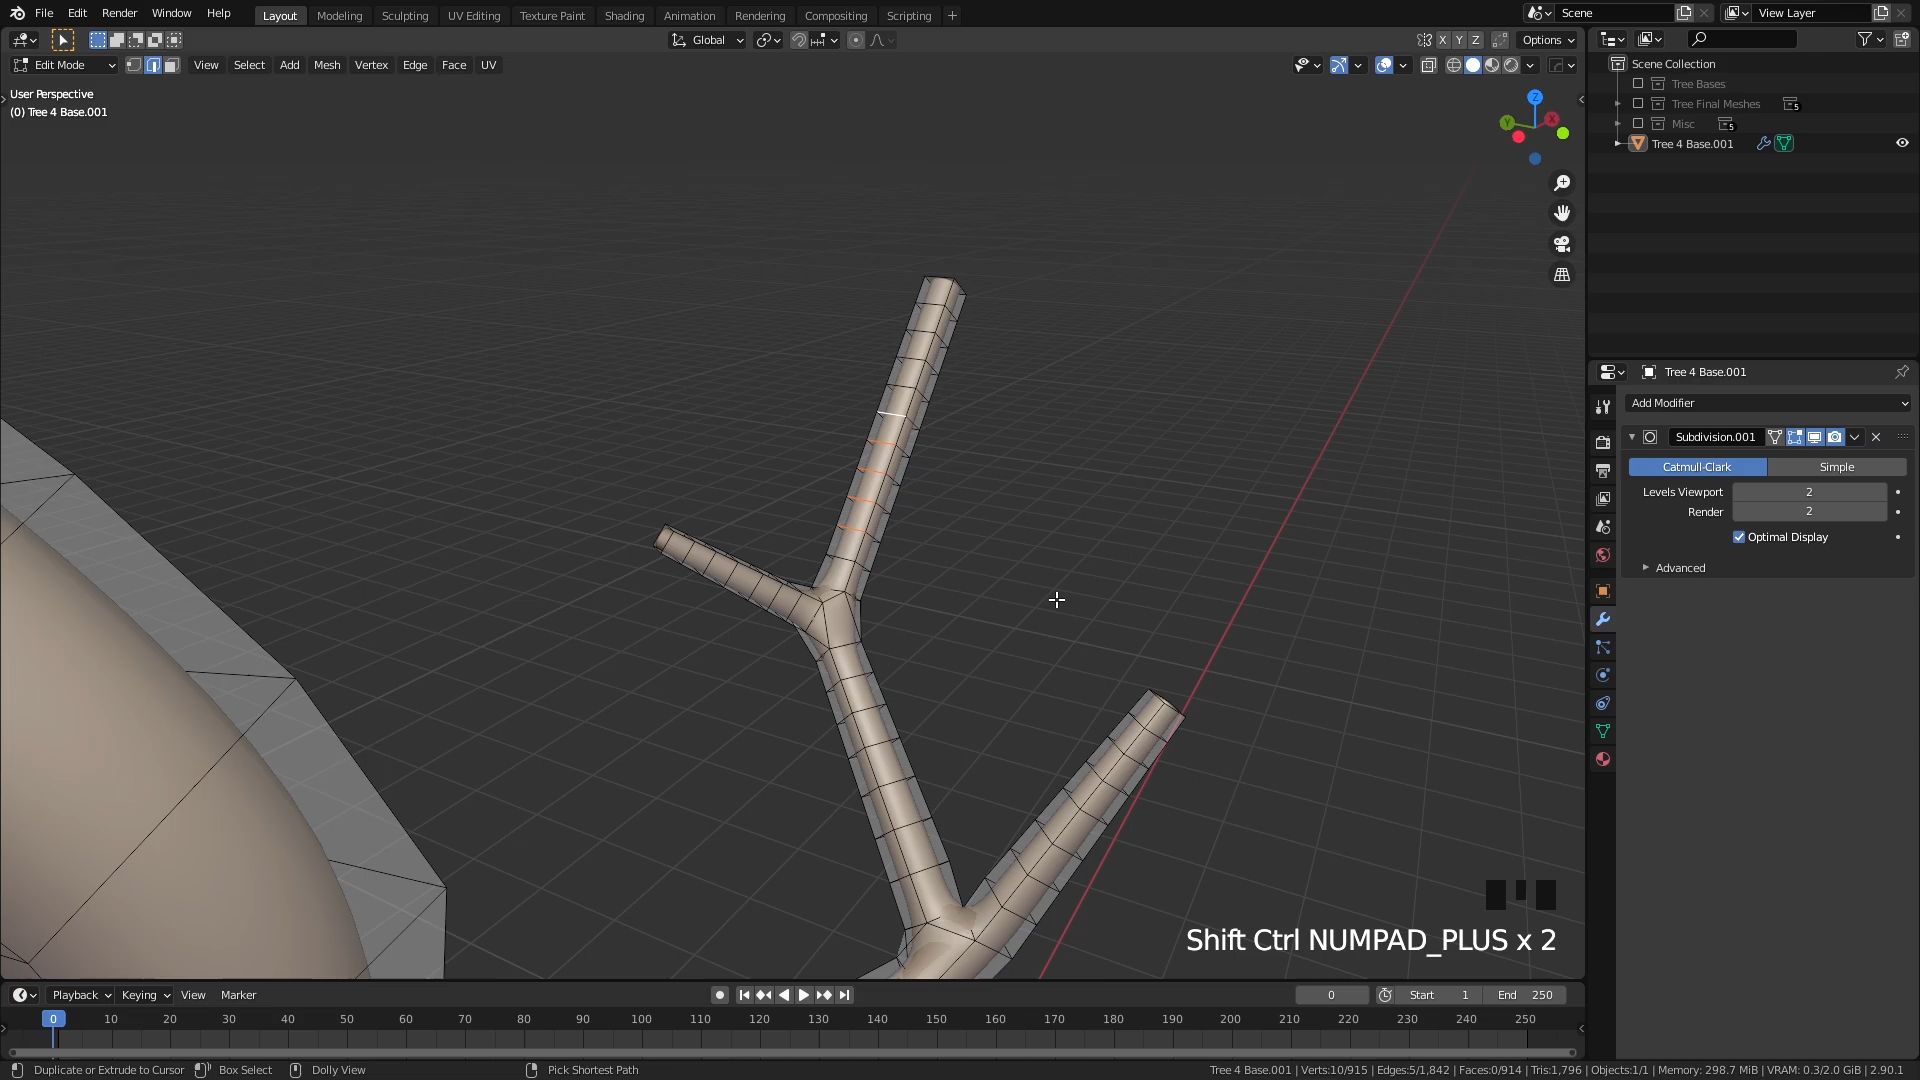 File Edit Render Window Help Layout Modeling Sculpting UV Editing Texture Paint Shading Animation Rendering Compositing Scripting + Scene View Layer
Global X Y Z Options
Edit Mode View Select Add Mesh Vertex Edge Face UV
User Perspective
(0) Tree 4 Base.001
Z
Y
X
Scene Collection
Tree Bases
Tree Final Meshes 5
Misc 5
Tree 4 Base.001
Tree 4 Base.001
Add Modifier
Subdivision.001
Catmull-Clark Simple
Levels Viewport 2
Render 2
Optimal Display
Advanced
Shift Ctrl NUMPAD_PLUS x 2
Playback Keying View Marker 0 Start 1 End 250
0 10 20 30 40 50 60 70 80 90 100 110 120 130 140 150 160 170 180 190 200 210 220 230 240 250
Duplicate or Extrude to Cursor Box Select Dolly View Pick Shortest Path Tree 4 Base.001 | Verts:10/915 | Edges:5/1,842 | Faces:0/914 | Tris:1,796 | Objects:1/1 | Memory: 298.7 MiB | VRAM: 0.3/2.0 GiB | 2.90.1